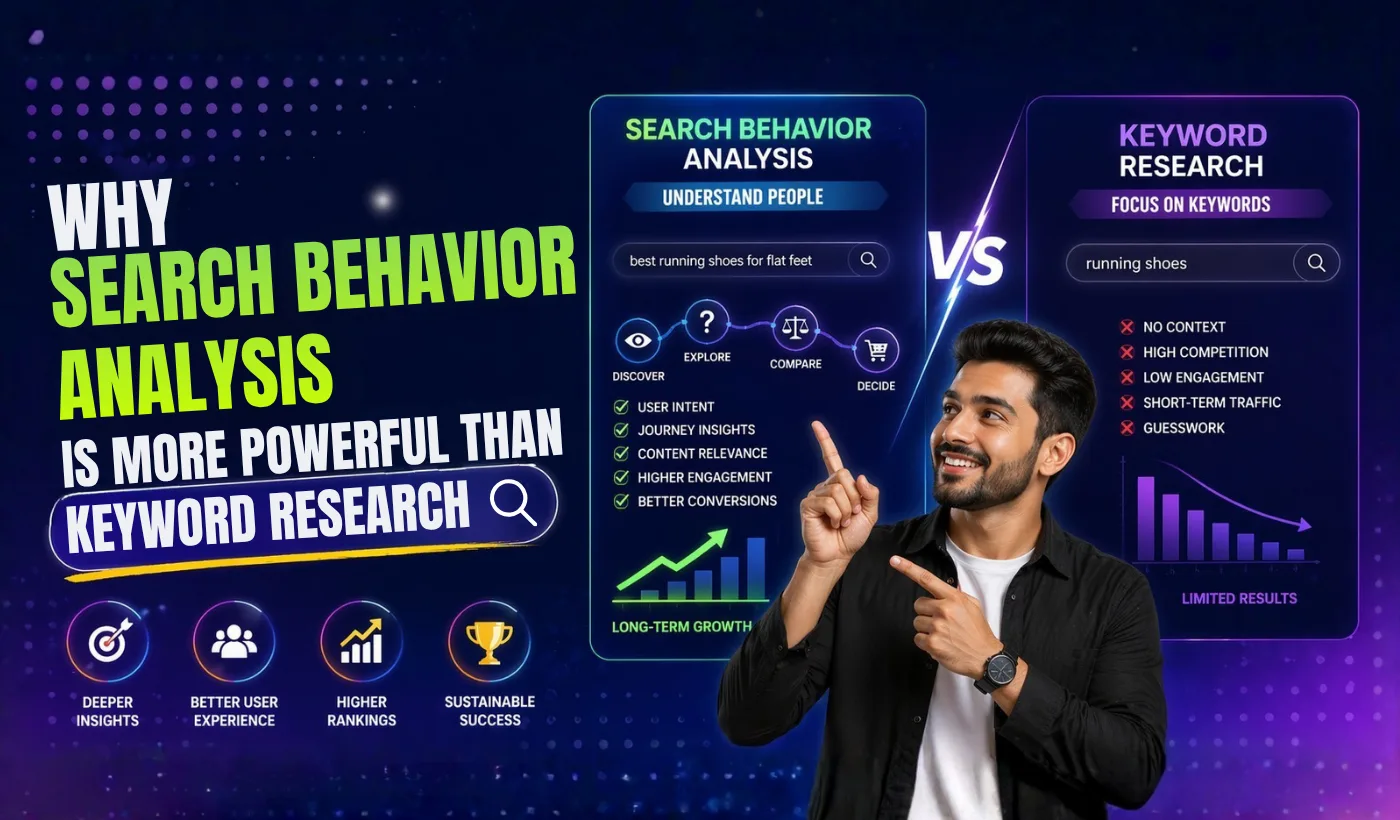 WHY
SEARCH BEHAVIOR
ANALYSIS
IS MORE POWERFUL THAN
KEYWORD RESEARCH
DEEPER
INSIGHTS
BETTER USER
EXPERIENCE
HIGHER
RANKINGS
SUSTAINABLE
SUCCESS
SEARCH BEHAVIOR
ANALYSIS
UNDERSTAND PEOPLE
best running shoes for flat feet
?
DISCOVER
EXPLORE
COMPARE
DECIDE
USER INTENT
JOURNEY INSIGHTS
CONTENT RELEVANCE
HIGHER ENGAGEMENT
BETTER CONVERSIONS
LONG-TERM GROWTH
VS
KEYWORD
RESEARCH
FOCUS ON KEYWORDS
running shoes
NO CONTEXT
HIGH COMPETITION
LOW ENGAGEMENT
SHORT-TERM TRAFFIC
GUESSWORK
LIMITED RESULTS